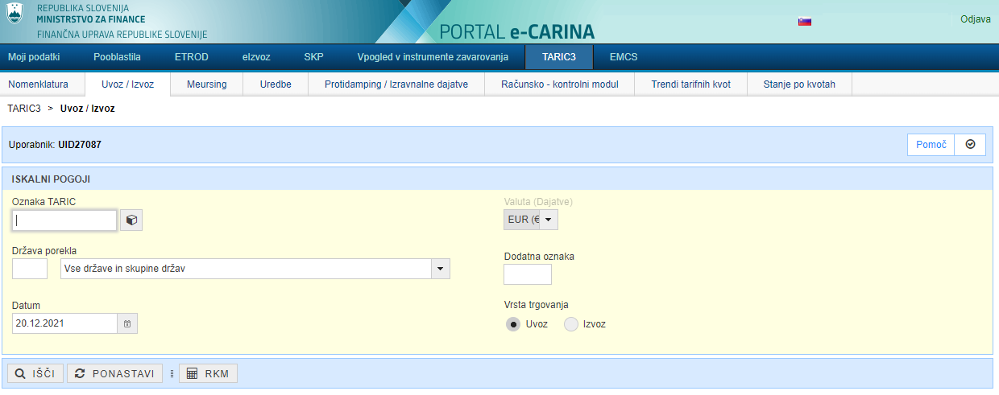 REPUBLIKA SLOVENIJA
MINISTRSTVO ZA FINANCE
FINANČNA UPRAVA REPUBLIKE SLOVENIJE
PORTAL e-CARINA
Odjava
Moji podatki Pooblastila ETROD eIzvoz SKP Vpogled v instrumente zavarovanja TARIC3 EMCS
Nomenklatura Uvoz / Izvoz Meursing Uredbe Protidamping / Izravnalne dajatve Računsko - kontrolni modul Trendi tarifnih kvot Stanje po kvotah
TARIC3 > Uvoz / Izvoz
Uporabnik: UID27087 Pomoč
ISKALNI POGOJI
Oznaka TARIC Valuta (Dajatve)
EUR (€
Država porekla Dodatna oznaka
Vse države in skupine držav
Datum Vrsta trgovanja
20.12.2021 Uvoz Izvoz
IŠČI PONASTAVI RKM